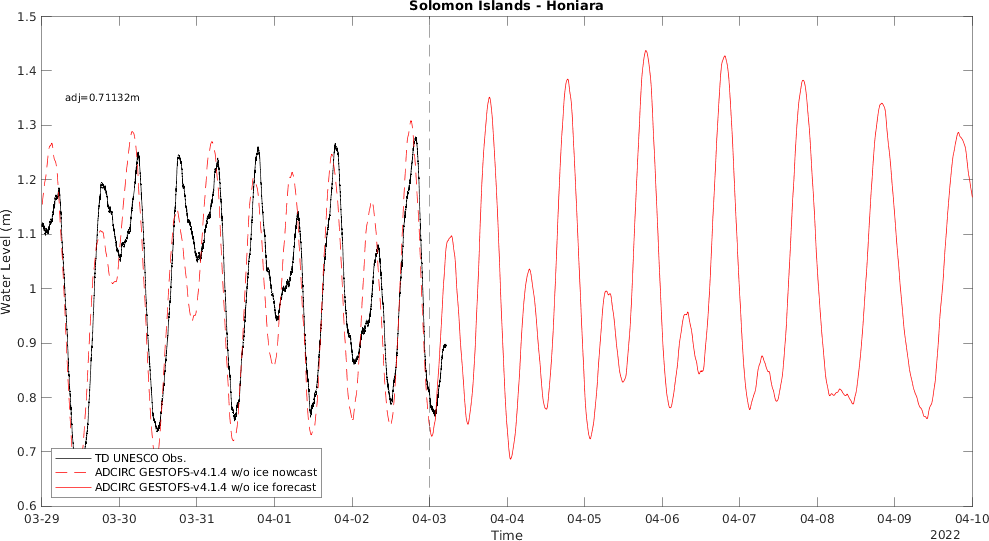 Solomon Islands - Honiara
1.5
1.4
1.3
1.2
1.1
1
0.9
0.8
0.7
0.6
Water Level (m)
adj=0.71132m
TD UNESCO Obs.
ADCIRC GESTOFS-v4.1.4 w/o ice nowcast
ADCIRC GESTOFS-v4.1.4 w/o ice forecast
03-29 03-30 03-31 04-01 04-02 04-03 04-04 04-05 04-06 04-07 04-08 04-09 04-10
Time
2022